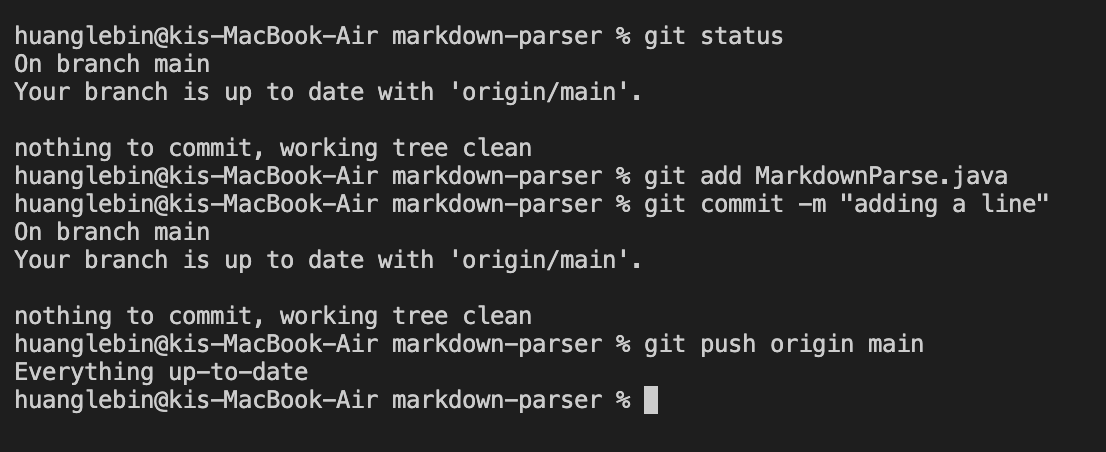 huanglebin@kis-MacBook-Air markdown-parser % git status
On branch main
Your branch is up to date with 'origin/main'.
nothing to commit, working tree clean
huanglebin@kis-MacBook-Air markdown-parser % git add MarkdownParse.java
huanglebin@kis-MacBook-Air markdown-parser % git commit -m "adding a line"
On branch main
Your branch is up to date with 'origin/main'.
nothing to commit, working tree clean
huanglebin@kis-MacBook-Air markdown-parser % git push origin main
Everything up-to-date
huanglebin@kis-MacBook-Air markdown-parser %